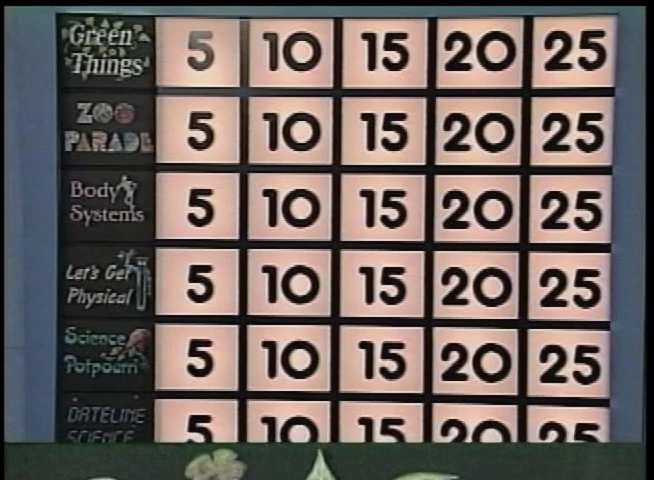 Green
Things
5 10 15 20 25
ZOO
PARADE
5 10 15 20 25
Body
Systems
5 10 15 20 25
Let's Get
Physical
5 10 15 20 25
Science
Potpourri
5 10 15 20 25
DATELINE
SCIENCE
5 10 15 20 25